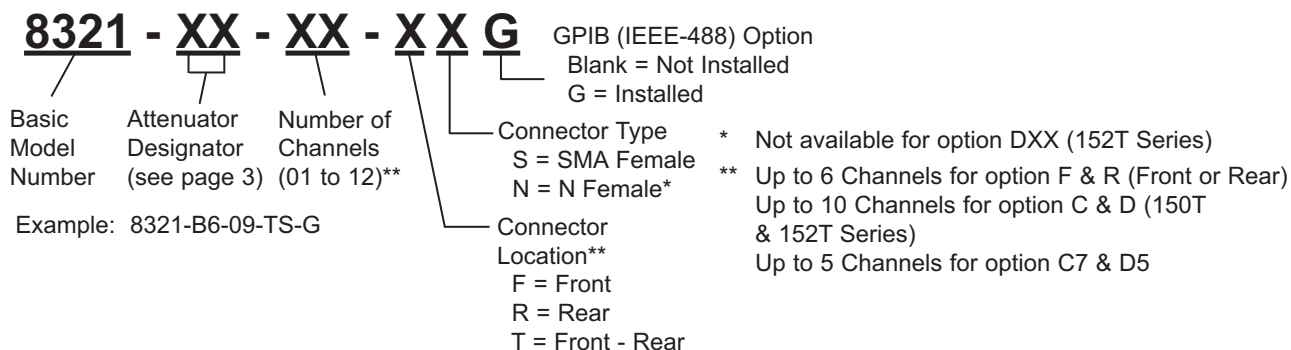 8321 - XX - XX - X X G
GPIB (IEEE-488) Option
Blank = Not Installed
G = Installed
Basic
Model
Number
Attenuator
Designator
(see page 3)
Number of
Channels
(01 to 12)**
Connector Type
S = SMA Female
N = N Female*
Connector
Location**
F = Front
R = Rear
T = Front - Rear
* Not available for option DXX (152T Series)
** Up to 6 Channels for option F & R (Front or Rear)
Up to 10 Channels for option C & D (150T
& 152T Series)
Up to 5 Channels for option C7 & D5
Example: 8321-B6-09-TS-G